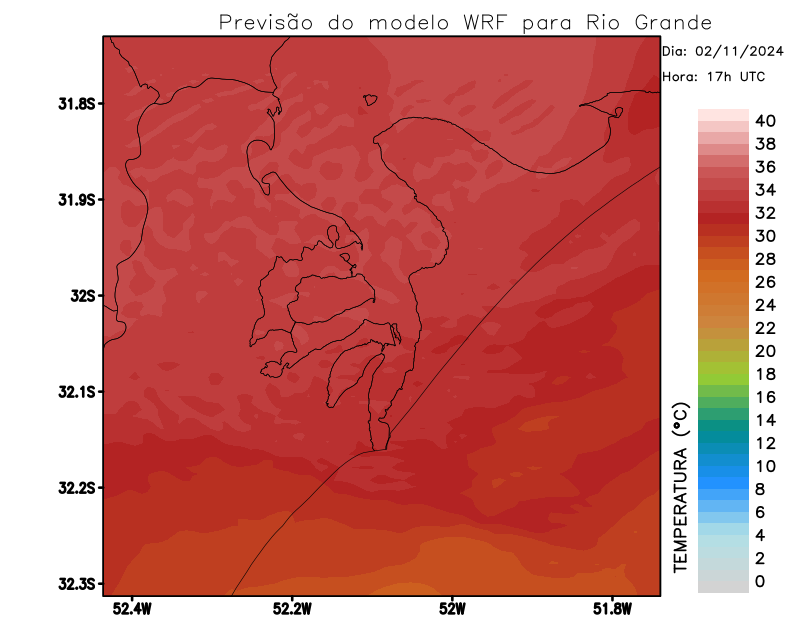 Previsão do modelo WRF para Rio Grande
Dia: 02/11/2024
Hora: 17h UTC
31.8S
31.9S
32S
32.1S
32.2S
32.3S
52.4W
52.2W
52W
51.8W
TEMPERATURA (°C)
40
38
36
34
32
30
28
26
24
22
20
18
16
14
12
10
8
6
4
2
0